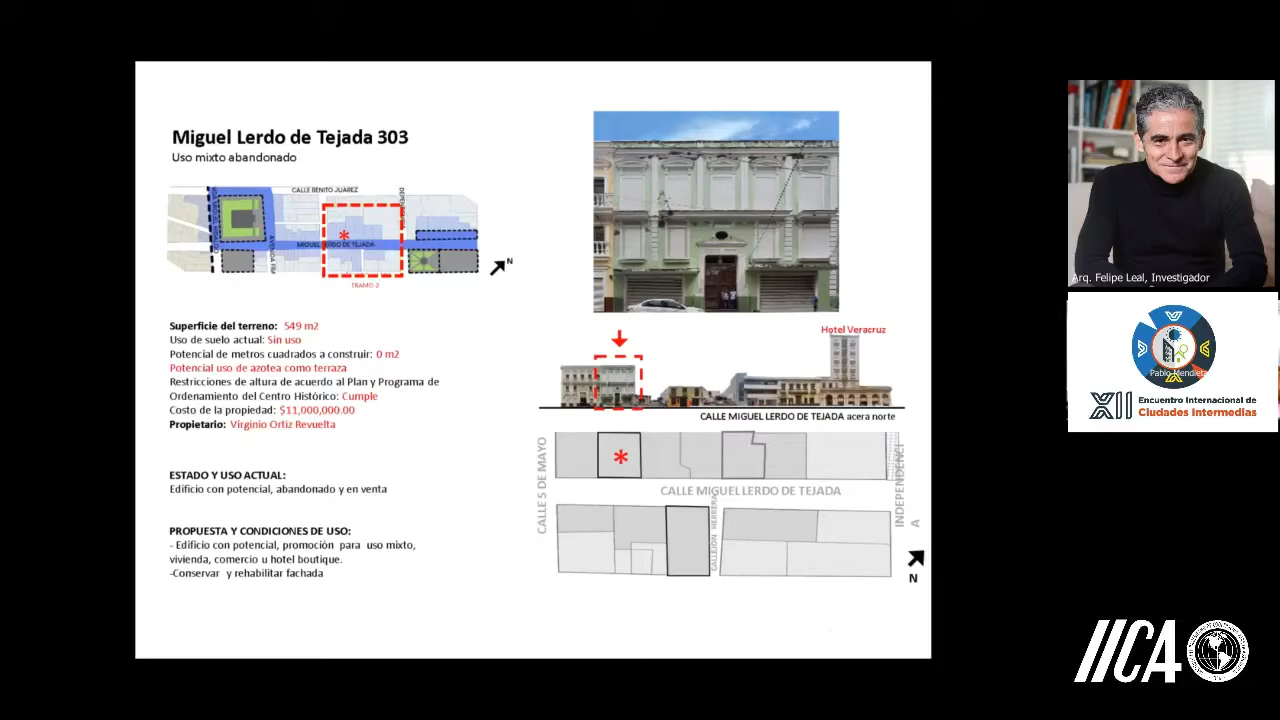 Miguel Lerdo de Tejada 303
Uso mixto abandonado
CALLE BENITO JUAREZ
MIGUEL LERDO DE TEJADA
TRAMO 2
N
Superficie del terreno: 549 m2
Uso de suelo actual: Sin uso
Potencial de metros cuadrados a construir: 0 m2
Potencial uso de azotea como terraza
Restricciones de altura de acuerdo al Plan y Programa de
Ordenamiento del Centro Histórico: Cumple
Costo de la propiedad: $11,000,000.00
Propietario: Virginio Ortiz Revuelta
ESTADO Y USO ACTUAL:
Edificio con potencial, abandonado y en venta
PROPUESTA Y CONDICIONES DE USO:
- Edificio con potencial, promoción para uso mixto,
vivienda, comercio u hotel boutique.
-Conservar y rehabilitar fachada
Hotel Veracruz
CALLE MIGUEL LERDO DE TEJADA acera norte
CALLE 5 DE MAYO
CALLE MIGUEL LERDO DE TEJADA
CALLEJON HERRERA
INDEPENDENCI
A
N
Arq. Felipe Leal, Investigador
Pablo Mendieta
XII Encuentro Internacional de
Ciudades Intermedias
IICA